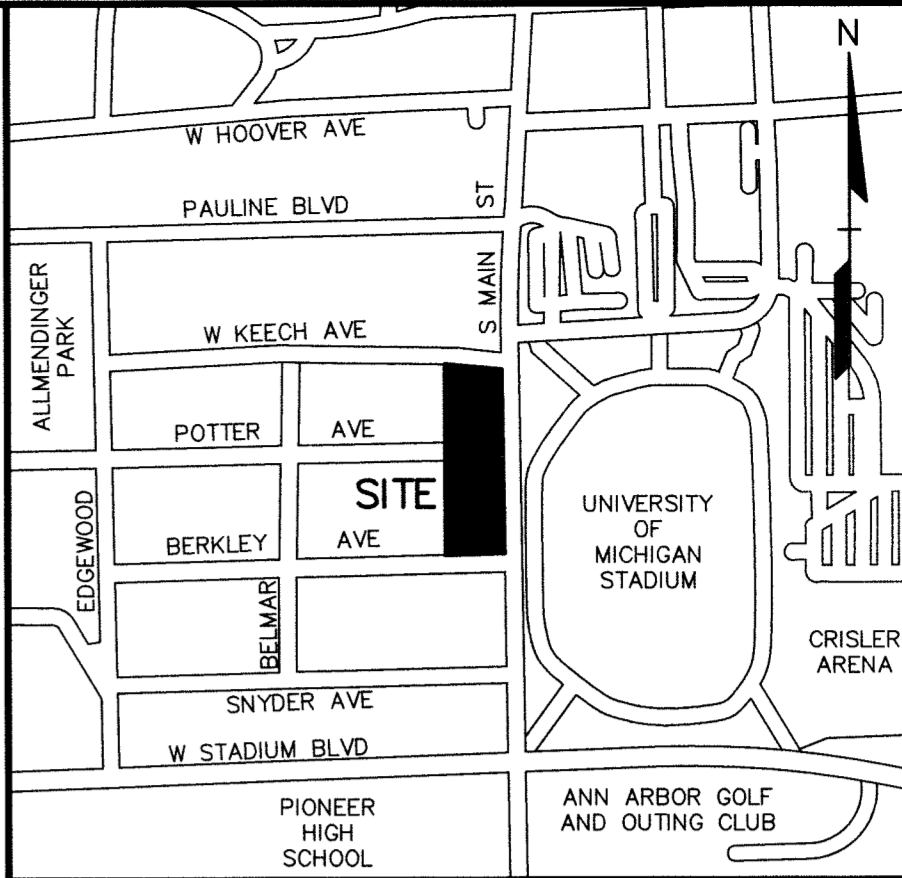 N
W HOOVER AVE
PAULINE BLVD
ST
S MAIN
W KEECH AVE
ALLMENDINGER
PARK
POTTER AVE
SITE
BERKLEY AVE
EDGEWOOD
BELMAR
UNIVERSITY
OF
MICHIGAN
STADIUM
CRISLER
ARENA
SNYDER AVE
W STADIUM BLVD
PIONEER
HIGH
SCHOOL
ANN ARBOR GOLF
AND OUTING CLUB